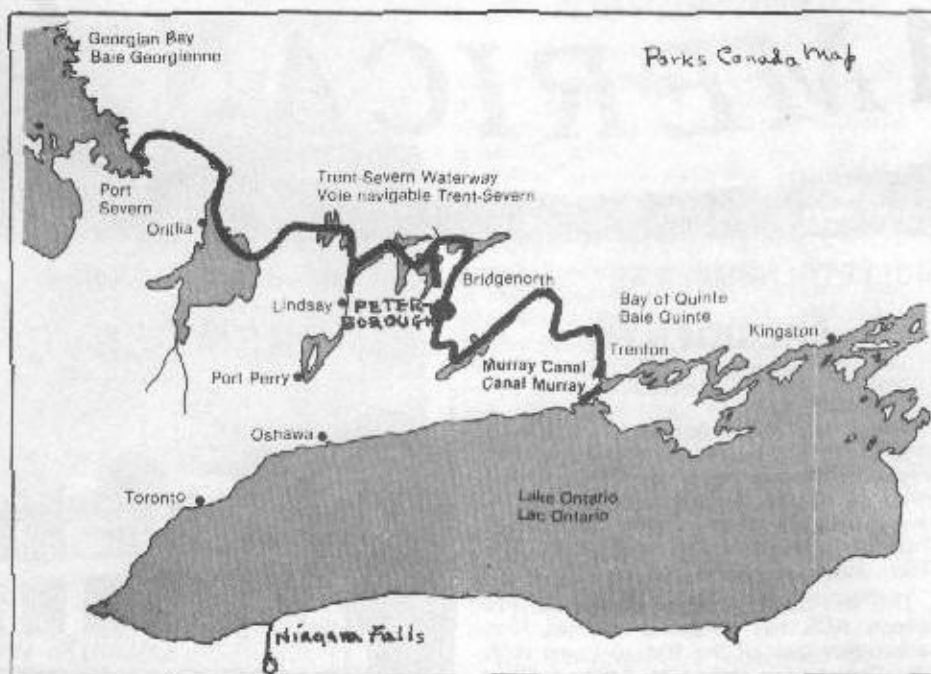 Georgian Bay
Baie Georgienne
Parks Canada Map
Port
Severn
Trent-Severn Waterway
Voie navigable Trent-Severn
Orillia
Bridgenorth
Lindsay
PETER-
BOROUGH
Bay of Quinte
Baie Quinte
Kingston
Trenton
Port Perry
Murray Canal
Canal Murray
Oshawa
Toronto
Lake Ontario
Lac Ontario
Niagara Falls